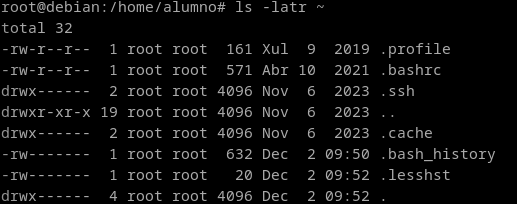 root@debian:/home/alumno# ls -latr ~
total 32
-rw-r--r--  1 root root  161 Xul  9  2019 .profile
-rw-r--r--  1 root root  571 Abr 10  2021 .bashrc
drwx------  2 root root 4096 Nov  6  2023 .ssh
drwxr-xr-x 19 root root 4096 Nov  6  2023 ..
drwx------  2 root root 4096 Nov  6  2023 .cache
-rw-------  1 root root  632 Dec  2 09:50 .bash_history
-rw-------  1 root root   20 Dec  2 09:52 .lesshst
drwx------  4 root root 4096 Dec  2 09:52 .